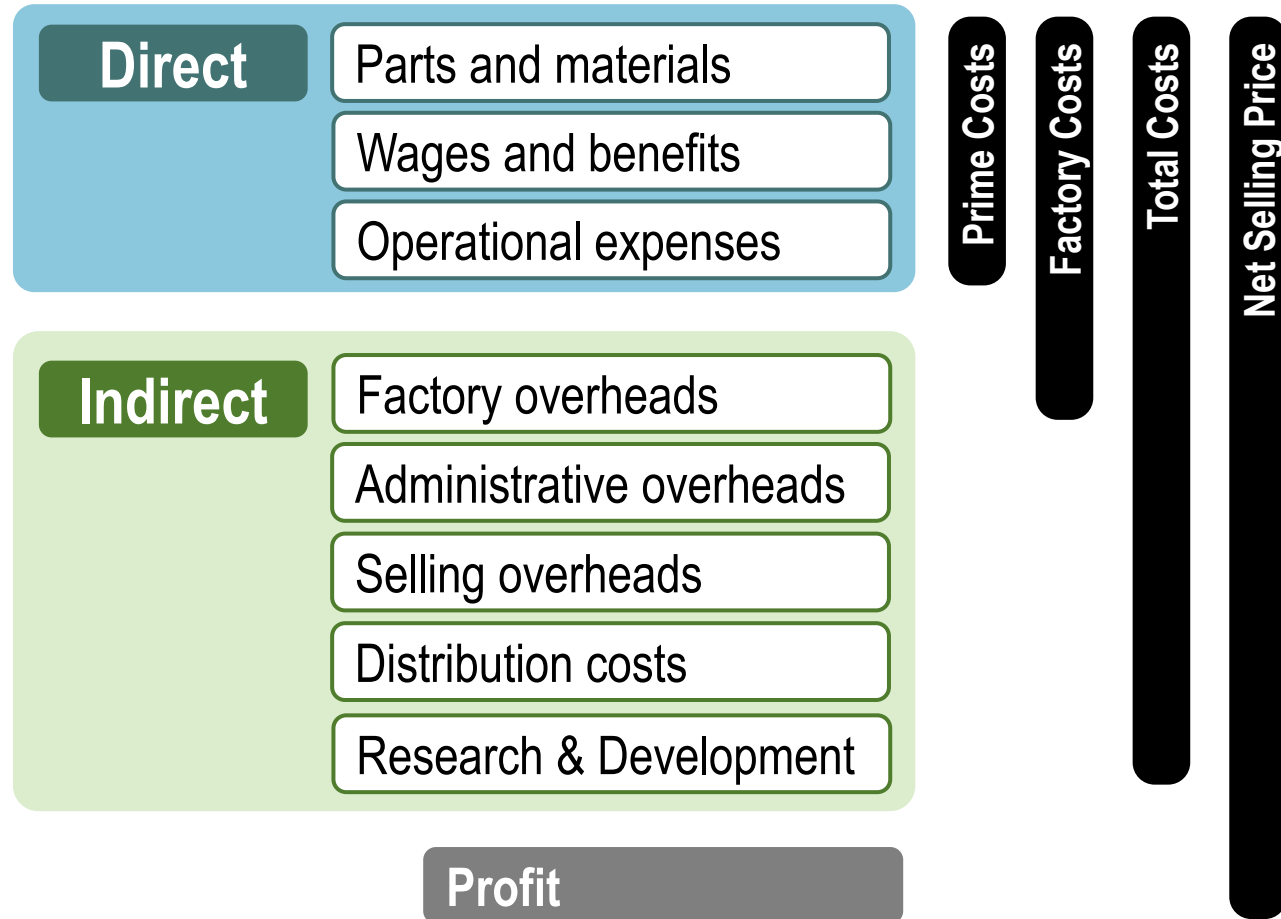 Direct
Parts and materials
Wages and benefits
Operational expenses
Indirect
Factory overheads
Administrative overheads
Selling overheads
Distribution costs
Research & Development
Profit
Prime Costs
Factory Costs
Total Costs
Net Selling Price